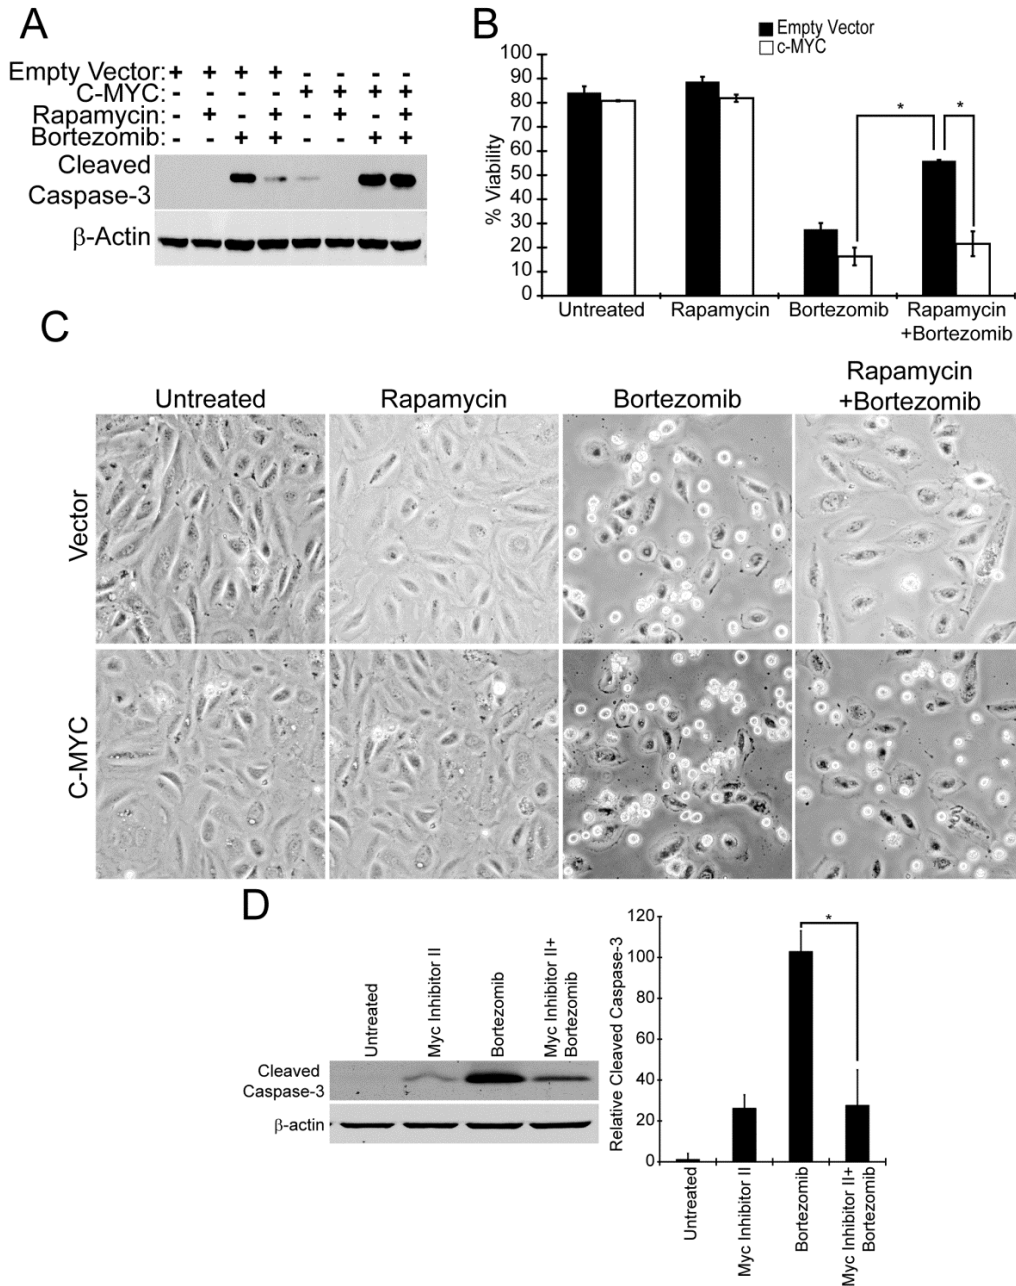 A
Empty Vector: + + + + - - - -
C-MYC: - - - - + + + +
Rapamycin: - + - + - + - +
Bortezomib: - - + + - - + +
Cleaved
Caspase-3
β-Actin
B
Empty Vector
c-MYC
% Viability
100
90
80
70
60
50
40
30
20
10
0
* *
Untreated
Rapamycin
Bortezomib
Rapamycin
+Bortezomib
C
Untreated
Rapamycin
Bortezomib
Rapamycin
+Bortezomib
Vector
C-MYC
D
Untreated
Myc Inhibitor II
Bortezomib
Myc Inhibitor II+
Bortezomib
Cleaved
Caspase-3
β-actin
Relative Cleaved Caspase-3
120
100
80
60
40
20
0
*
Untreated
Myc Inhibitor II
Bortezomib
Myc Inhibitor II+
Bortezomib